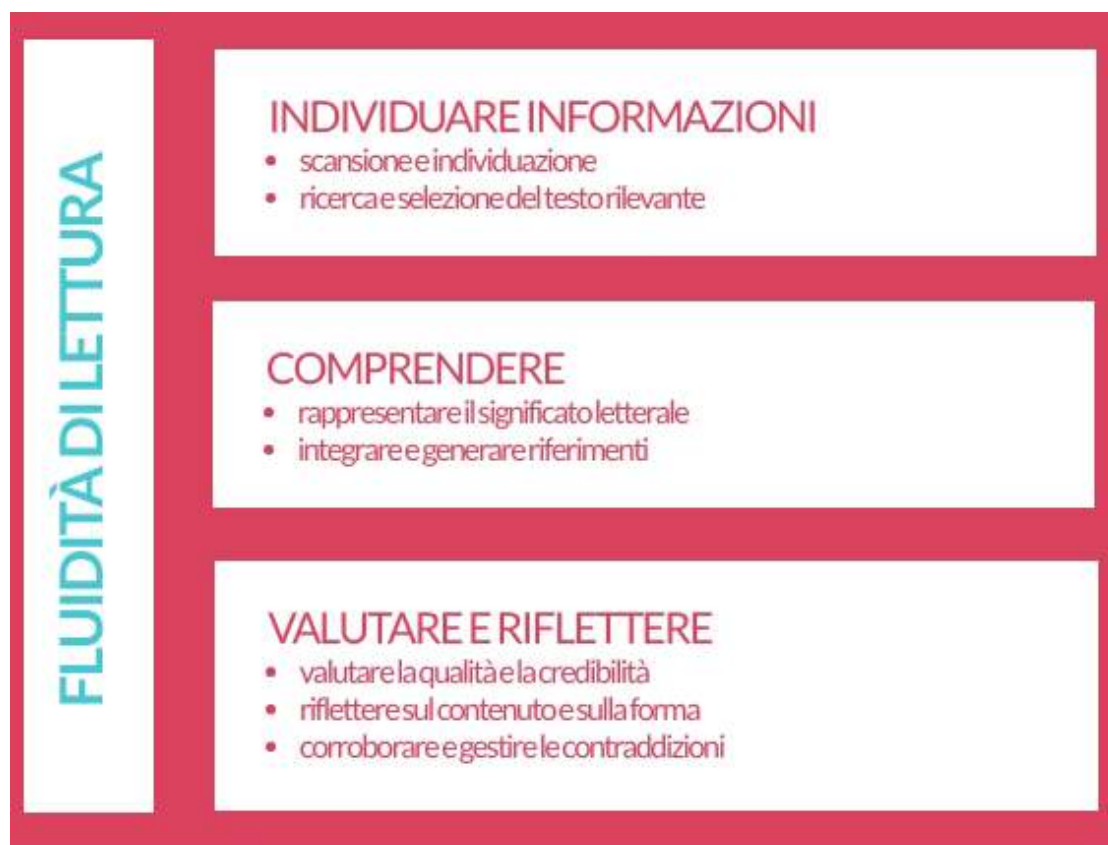 FLUIDITÀ DI LETTURA
INDIVIDUARE INFORMAZIONI
• scansione e individuazione
• ricerca e selezione del testo rilevante
COMPRENDERE
• rappresentare il significato letterale
• integrare e generare riferimenti
VALUTARE E RIFLETTERE
• valutare la qualità e la credibilità
• riflettere sul contenuto e sulla forma
• corroborare e gestire le contraddizioni